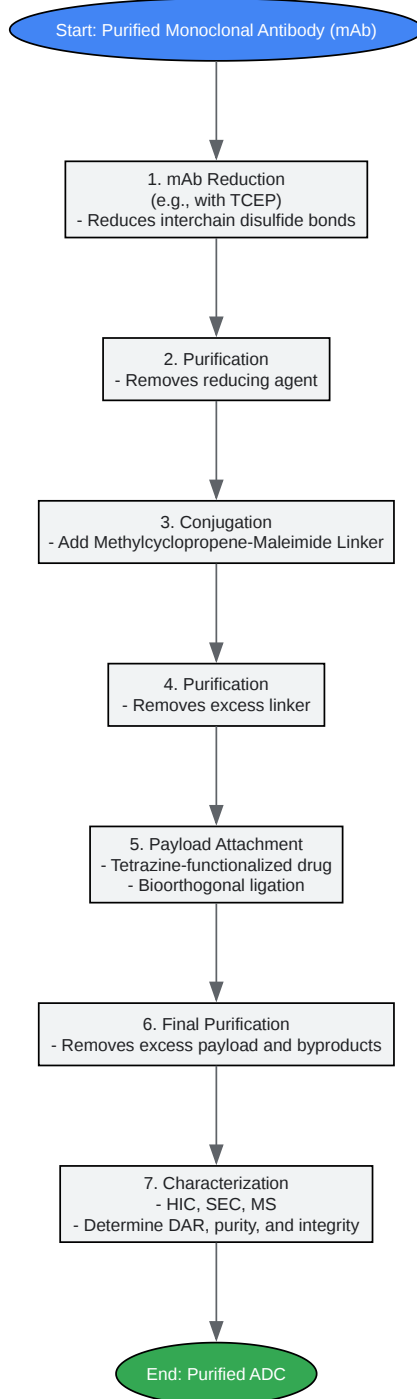 Start: Purified Monoclonal Antibody (mAb)
1. mAb Reduction
(e.g., with TCEP)
- Reduces interchain disulfide bonds
2. Purification
- Removes reducing agent
3. Conjugation
- Add Methylcyclopropene-Maleimide Linker
4. Purification
- Removes excess linker
5. Payload Attachment
- Tetrazine-functionalized drug
- Bioorthogonal ligation
6. Final Purification
- Removes excess payload and byproducts
7. Characterization
- HIC, SEC, MS
- Determine DAR, purity, and integrity
End: Purified ADC